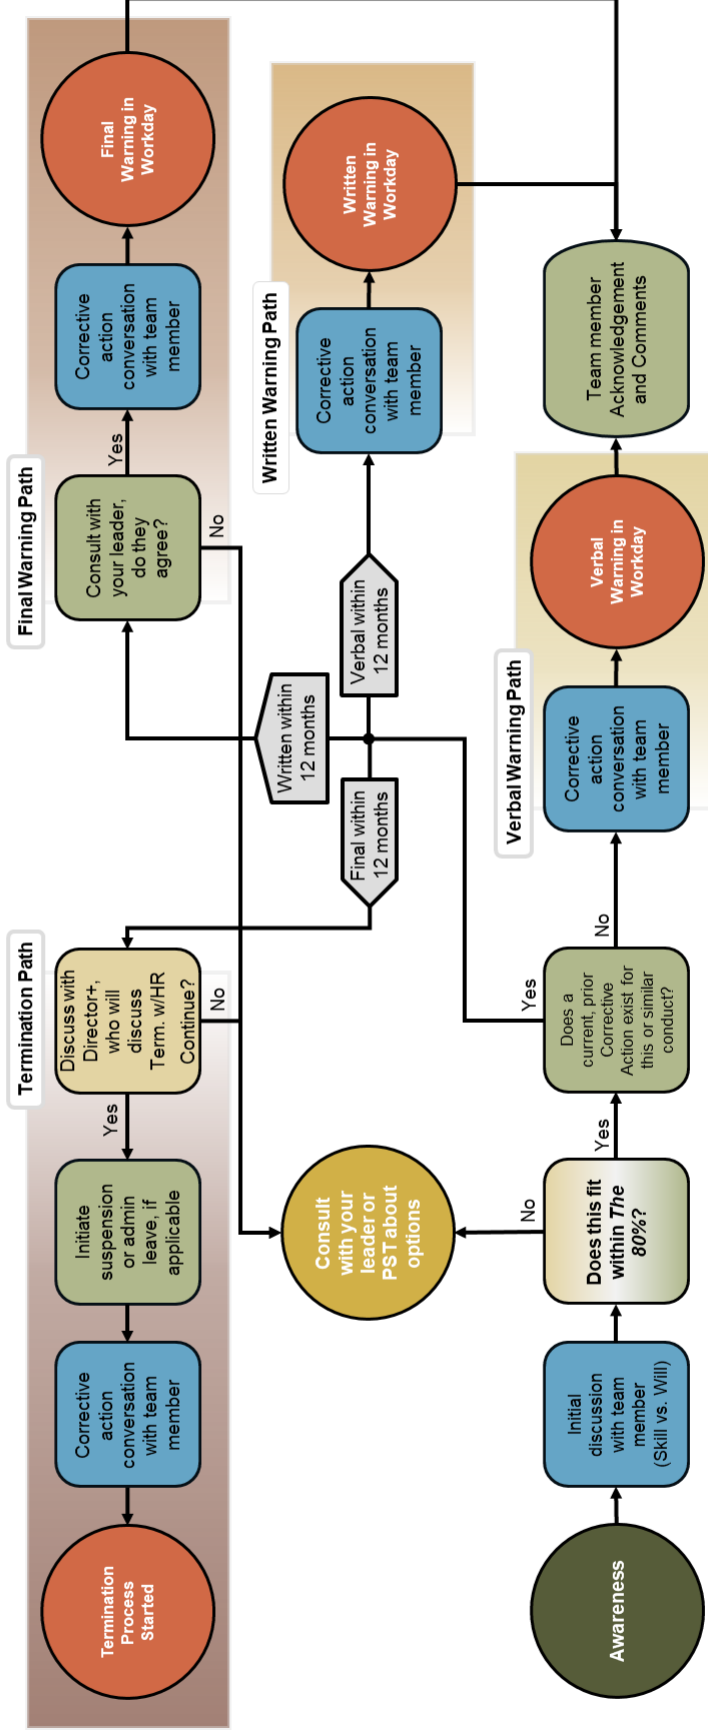 Termination Path
Final Warning Path
Termination
Process
Started
Corrective
action
conversation
with team
member
Initiate
suspension
or admin
leave, if
applicable
Yes
Discuss with
Director+,
who will
discuss
Term. w/HR
Continue?
No
Consult with
your leader,
do they
agree?
Yes
No
Corrective
action
conversation
with team
member
Final
Warning in
Workday
Consult
with your
leader or
PST about
options
Final within
12 months
Written within
12 months
Verbal within
12 months
Written Warning Path
Corrective
action
conversation
with team
member
Written
Warning in
Workday
Awareness
Initial
discussion
with team
member
(Skill vs. Will)
Does this fit
within The
80%?
No
Yes
Does a
current, prior
Corrective
Action exist for
this or similar
conduct?
Yes
No
Verbal Warning Path
Corrective
action
conversation
with team
member
Verbal
Warning in
Workday
Team member
Acknowledgement
and Comments